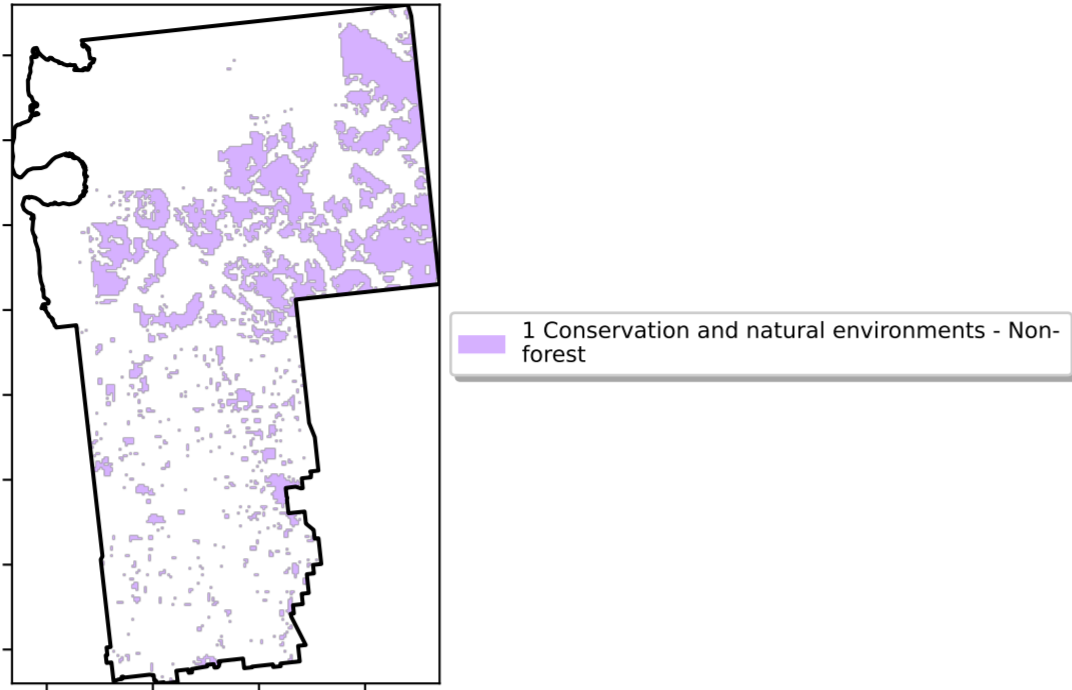 1 Conservation and natural environments - Non-
forest